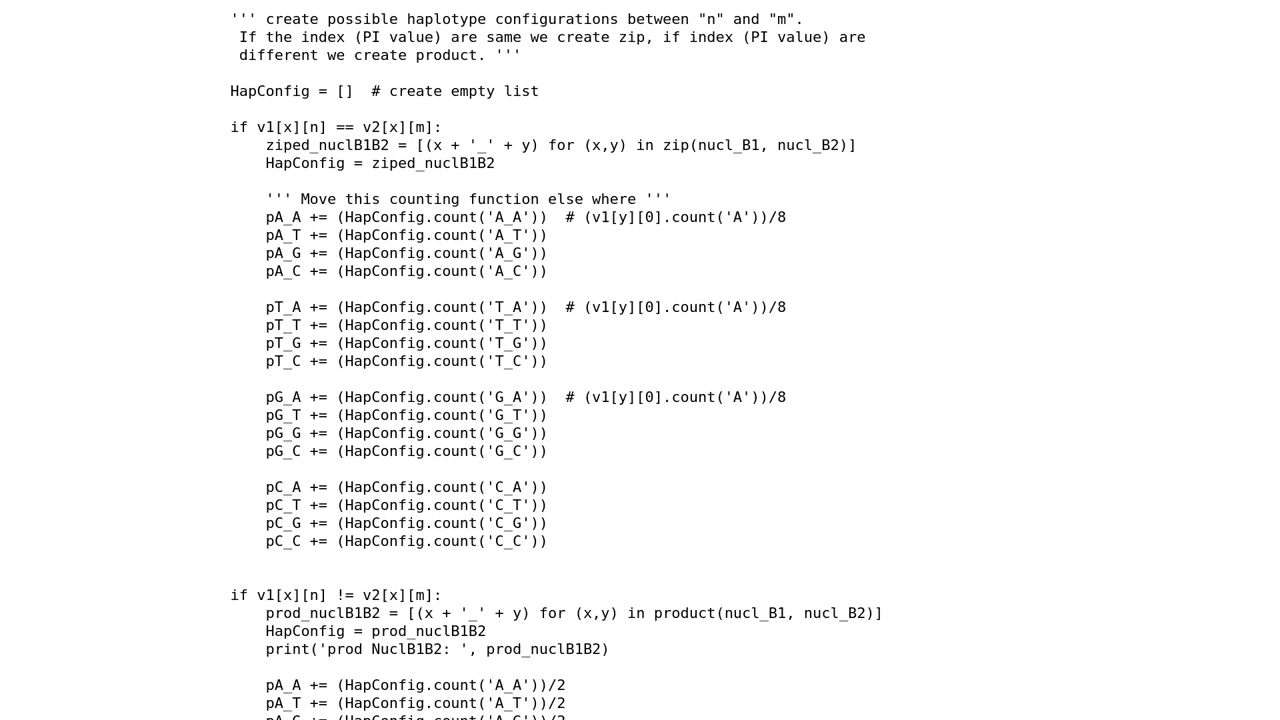 ''' create possible haplotype configurations between "n" and "m".
 If the index (PI value) are same we create zip, if index (PI value) are
 different we create product. '''
HapConfig = []  # create empty list
if v1[x][n] == v2[x][m]:
    ziped_nuclB1B2 = [(x + '_' + y) for (x,y) in zip(nucl_B1, nucl_B2)]
    HapConfig = ziped_nuclB1B2
    ''' Move this counting function else where '''
    pA_A += (HapConfig.count('A_A'))  # (v1[y][0].count('A'))/8
    pA_T += (HapConfig.count('A_T'))
    pA_G += (HapConfig.count('A_G'))
    pA_C += (HapConfig.count('A_C'))
    pT_A += (HapConfig.count('T_A'))  # (v1[y][0].count('A'))/8
    pT_T += (HapConfig.count('T_T'))
    pT_G += (HapConfig.count('T_G'))
    pT_C += (HapConfig.count('T_C'))
    pG_A += (HapConfig.count('G_A'))  # (v1[y][0].count('A'))/8
    pG_T += (HapConfig.count('G_T'))
    pG_G += (HapConfig.count('G_G'))
    pG_C += (HapConfig.count('G_C'))
    pC_A += (HapConfig.count('C_A'))
    pC_T += (HapConfig.count('C_T'))
    pC_G += (HapConfig.count('C_G'))
    pC_C += (HapConfig.count('C_C'))
if v1[x][n] != v2[x][m]:
    prod_nuclB1B2 = [(x + '_' + y) for (x,y) in product(nucl_B1, nucl_B2)]
    HapConfig = prod_nuclB1B2
    print('prod NuclB1B2: ', prod_nuclB1B2)
    pA_A += (HapConfig.count('A_A'))/2
    pA_T += (HapConfig.count('A_T'))/2
    pA_G += (HapConfig.count('A_G'))/2